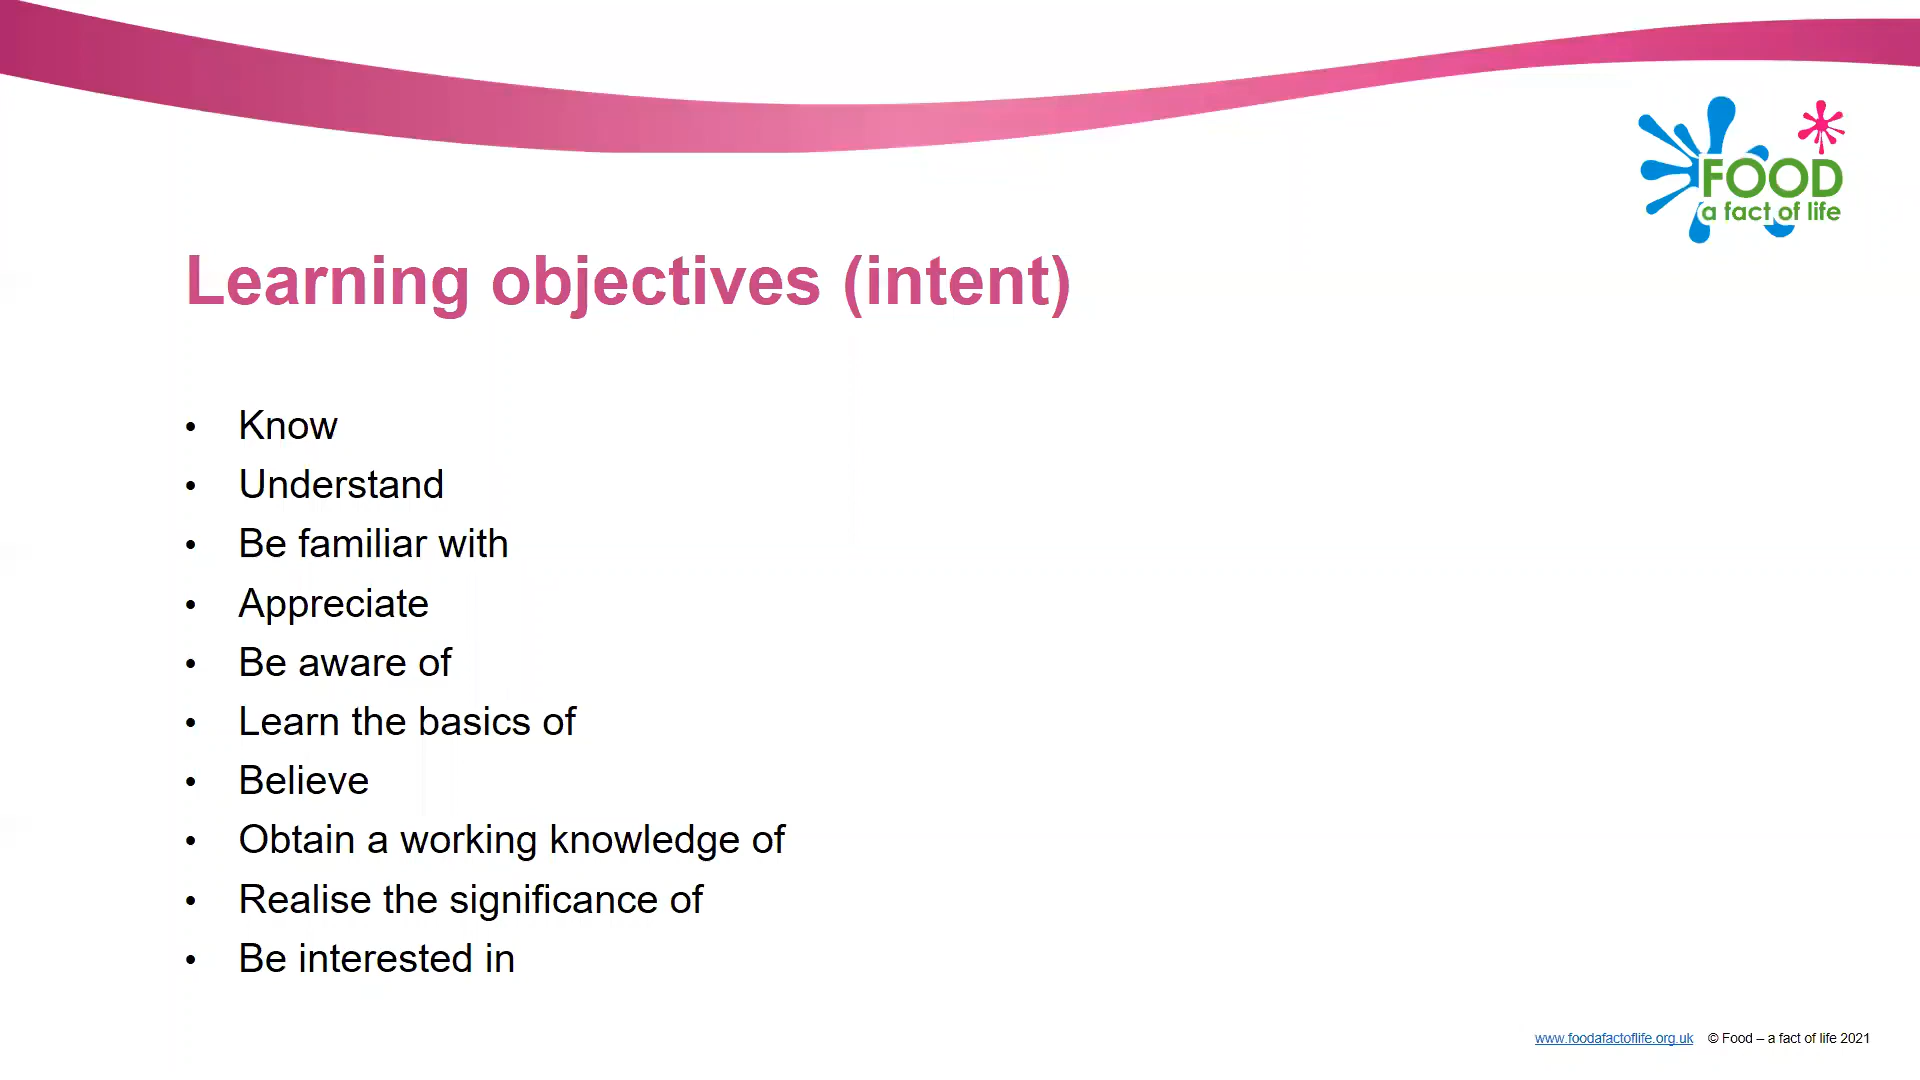 FOOD
a fact of life
Learning objectives (intent)
• Know
• Understand
• Be familiar with
• Appreciate
• Be aware of
• Learn the basics of
• Believe
• Obtain a working knowledge of
• Realise the significance of
• Be interested in
www.foodafactoflife.org.uk © Food – a fact of life 2021